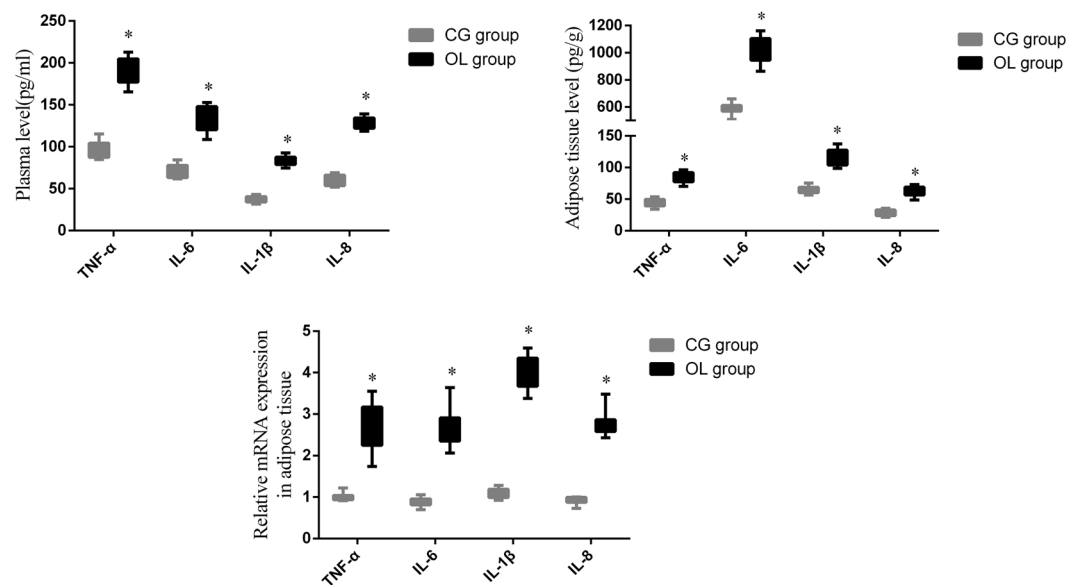 Plasma level(pg/ml)
250
200
150
100
50
0
*
*
*
*
TNF-α
IL-6
IL-1β
IL-8
CG group
OL group
Adipose tissue level (pg/g)
1200
1000
800
600
150
100
50
0
*
*
*
*
TNF-α
IL-6
IL-1β
IL-8
CG group
OL group
Relative mRNA expression
in adipose tissue
5
4
3
2
1
0
*
*
*
*
TNF-α
IL-6
IL-1β
IL-8
CG group
OL group